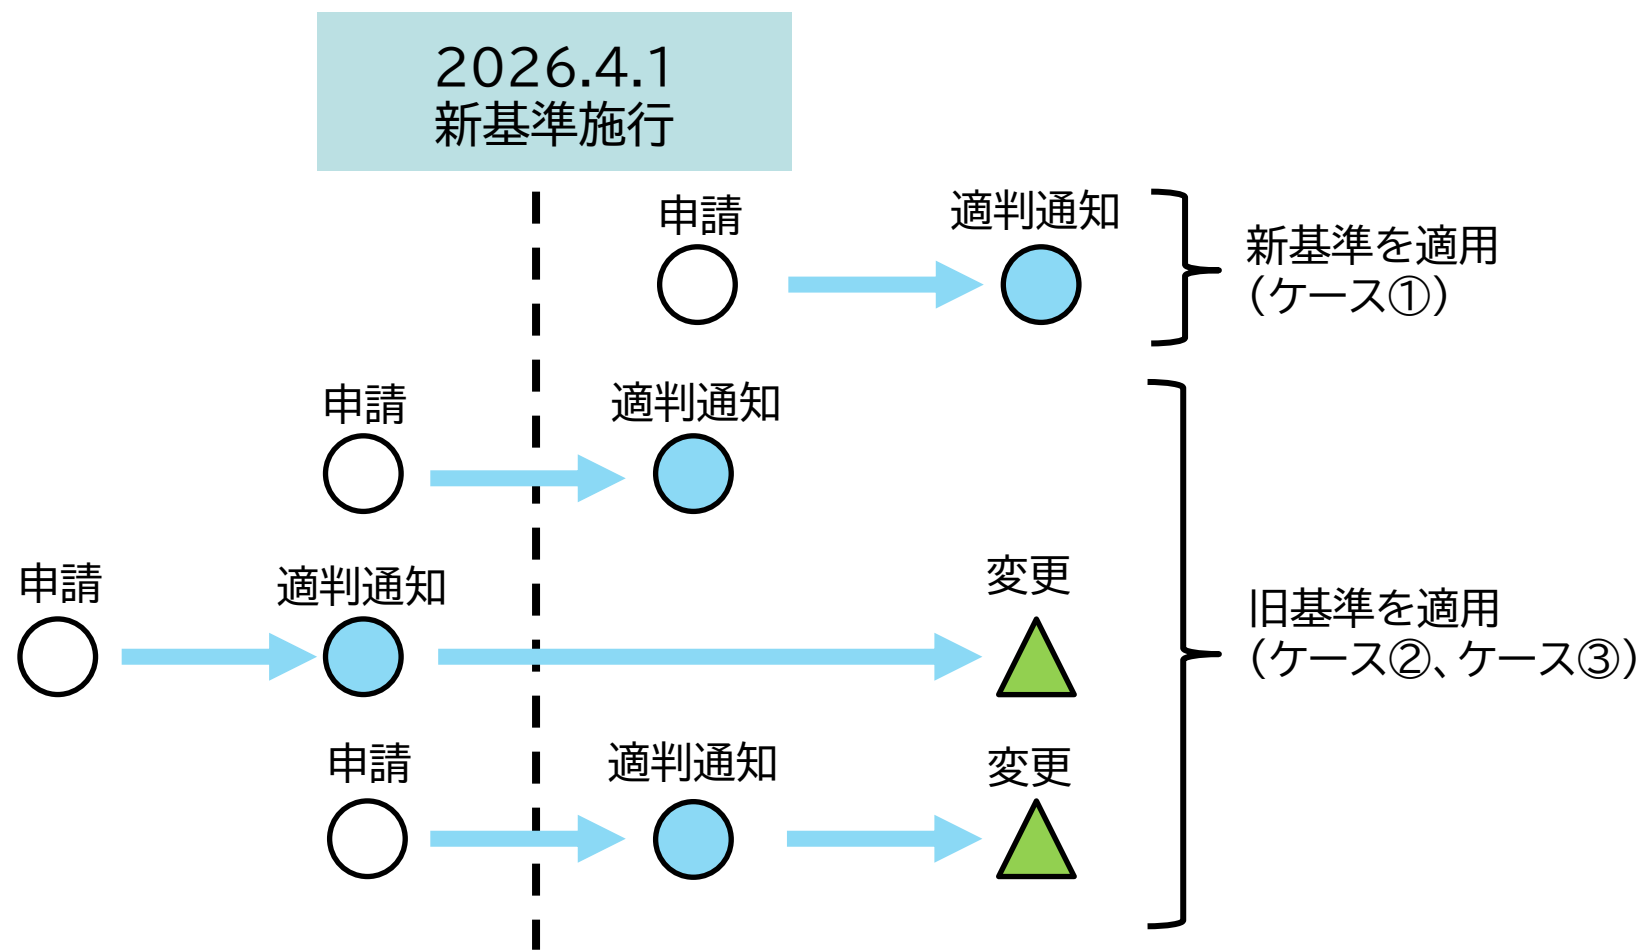 2026.4.1
新基準施行
申請
適判通知
新基準を適用
（ケース①）
申請
適判通知
申請
適判通知
変更
旧基準を適用
（ケース②、ケース③）
申請
適判通知
変更